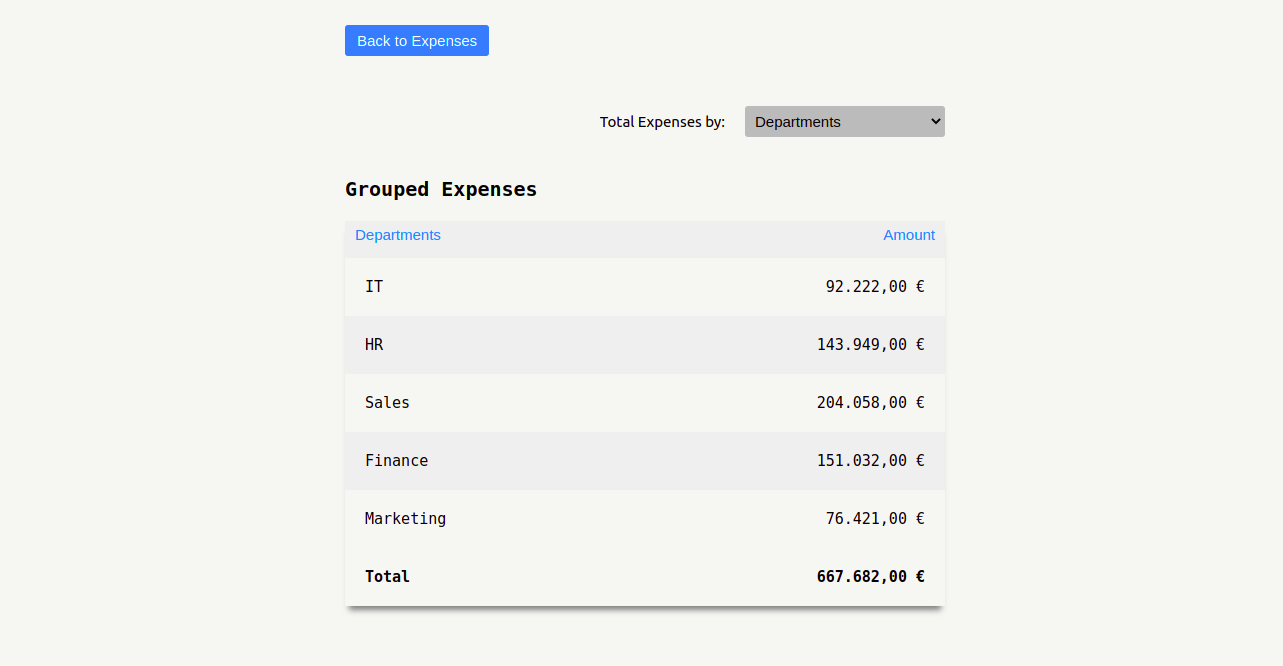 Back to Expenses
Total Expenses by: Departments
Grouped Expenses
Departments Amount
IT 92.222,00 €
HR 143.949,00 €
Sales 204.058,00 €
Finance 151.032,00 €
Marketing 76.421,00 €
Total 667.682,00 €